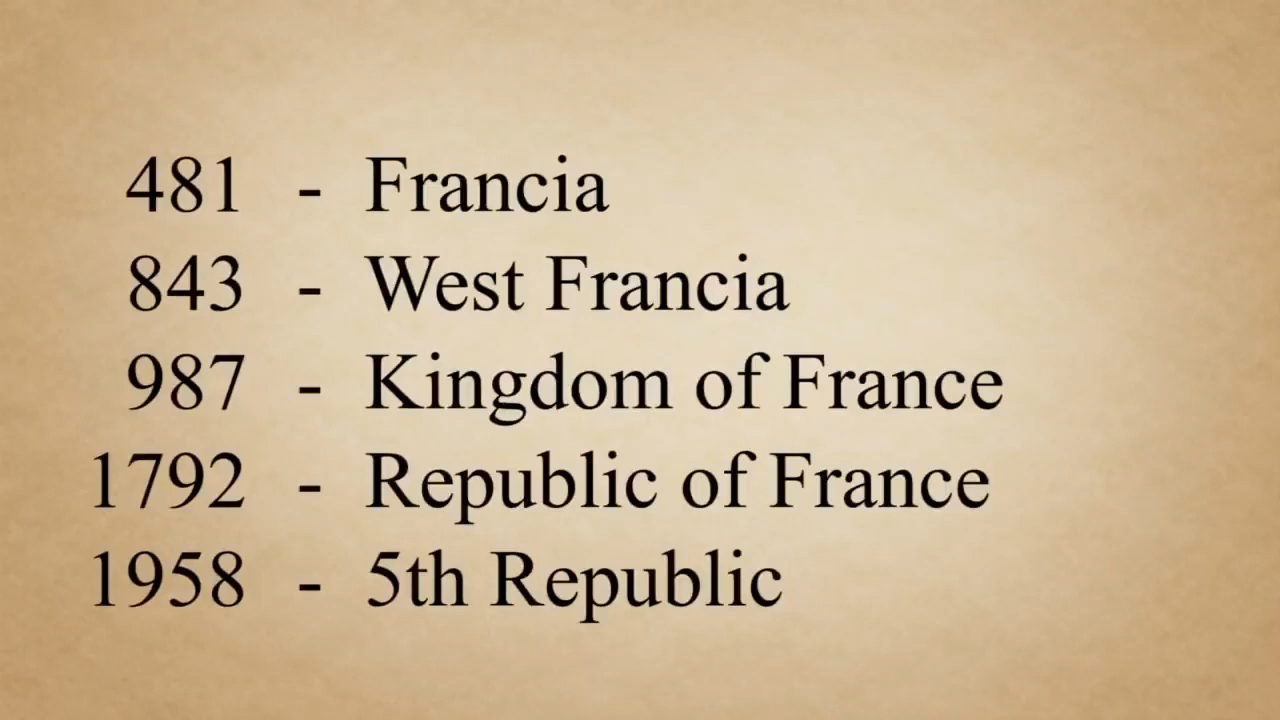 481 - Francia
843 - West Francia
987 - Kingdom of France
1792 - Republic of France
1958 - 5th Republic